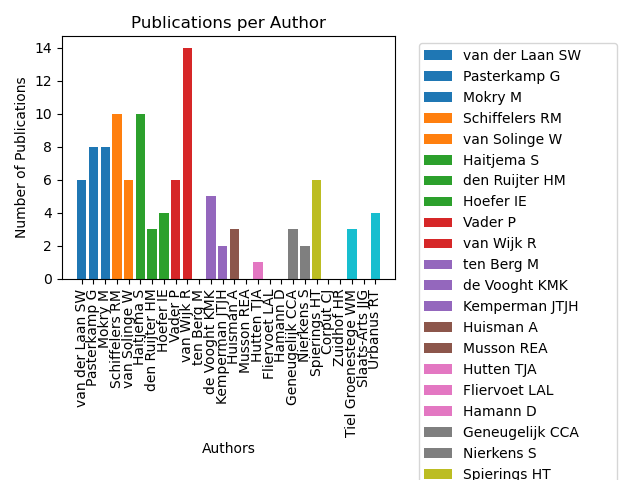 Publications per Author
Number of Publications
14
12
10
8
6
4
2
0
van der Laan SW
Pasterkamp G
Mokry M
Schiffelers RM
van Solinge W
Haitjema S
den Ruijter HM
Hoefer IE
Vader P
van Wijk R
ten Berg M
de Vooght KMK
Kemperman JTJH
Huisman A
Musson REA
Hutten TJA
Fliervoet LAL
Hamann D
Geneugelijk CCA
Nierkens S
Spierings HT
Corput CJ
Zuidhof HR
Tiel Groenestege WM
Slaats-Arts IJG
Urbanus RT
Authors
van der Laan SW
Pasterkamp G
Mokry M
Schiffelers RM
van Solinge W
Haitjema S
den Ruijter HM
Hoefer IE
Vader P
van Wijk R
ten Berg M
de Vooght KMK
Kemperman JTJH
Huisman A
Musson REA
Hutten TJA
Fliervoet LAL
Hamann D
Geneugelijk CCA
Nierkens S
Spierings HT